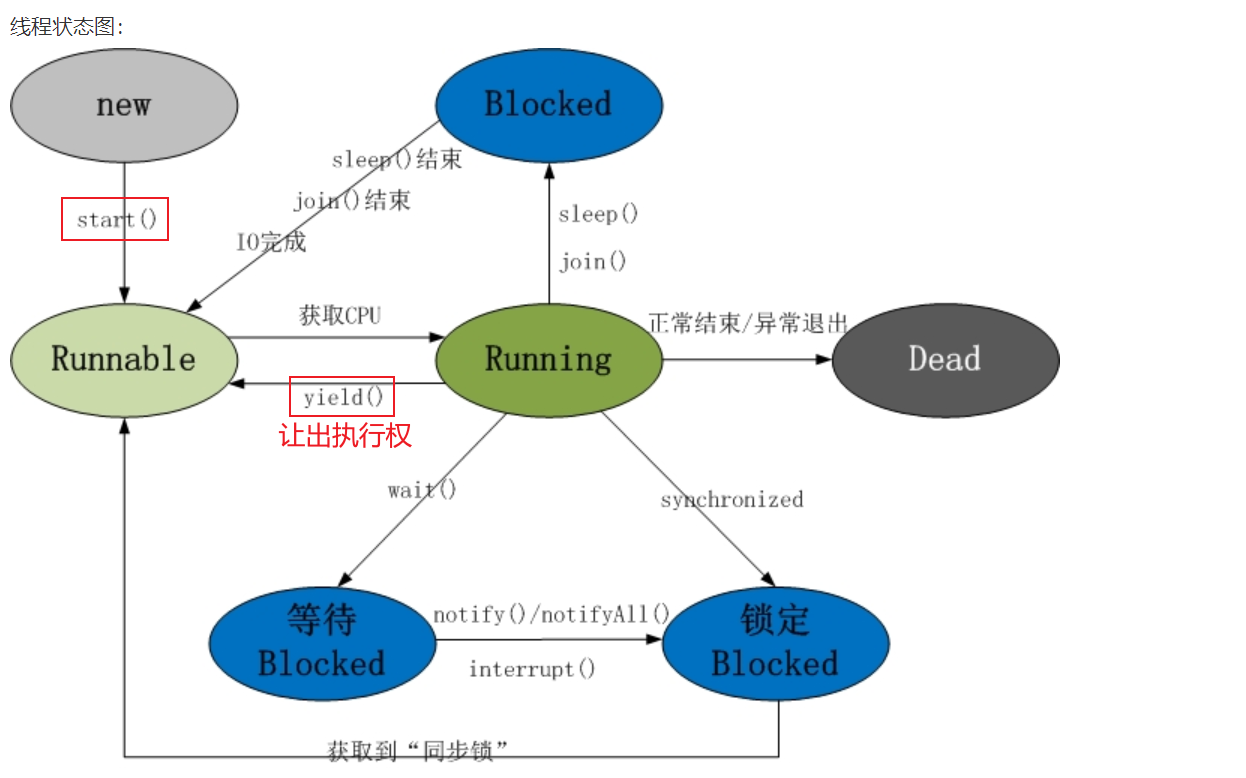 线程状态图：
new
Blocked
sleep()结束
join()结束
IO完成
start()
sleep()
join()
获取CPU
正常结束/异常退出
Runnable
Running
Dead
yield()
让出执行权
wait()
synchronized
等待
Blocked
notify()/notifyAll()
interrupt()
锁定
Blocked
获取到“同步锁”